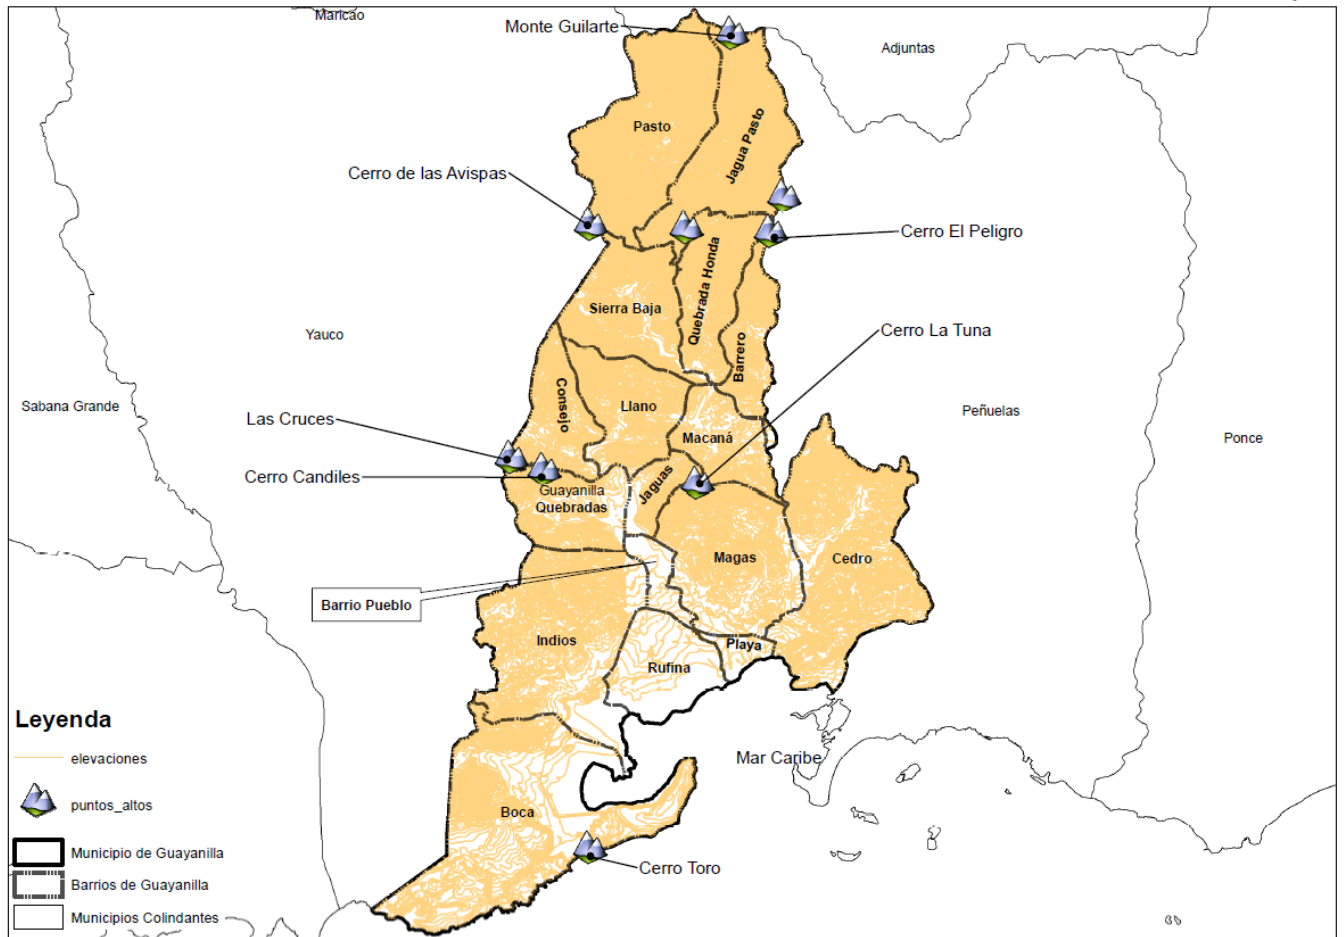 Maricao
Monte Guilarte
Adjuntas
Pasto
Jagua Pasto
Cerro de las Avispas
Cerro El Peligro
Quebrada Honda
Sierra Baja
Yauco
Cerro La Tuna
Barrero
Consejo
Llano
Sabana Grande
Peñuelas
Las Cruces
Macaná
Ponce
Cerro Candiles
Jaguas
Guayanilla
Quebradas
Magas
Cedro
Barrio Pueblo
Indios
Playa
Rufina
Leyenda
elevaciones
Mar Caribe
puntos_altos
Boca
Municipio de Guayanilla
Cerro Toro
Barrios de Guayanilla
Municipios Colindantes